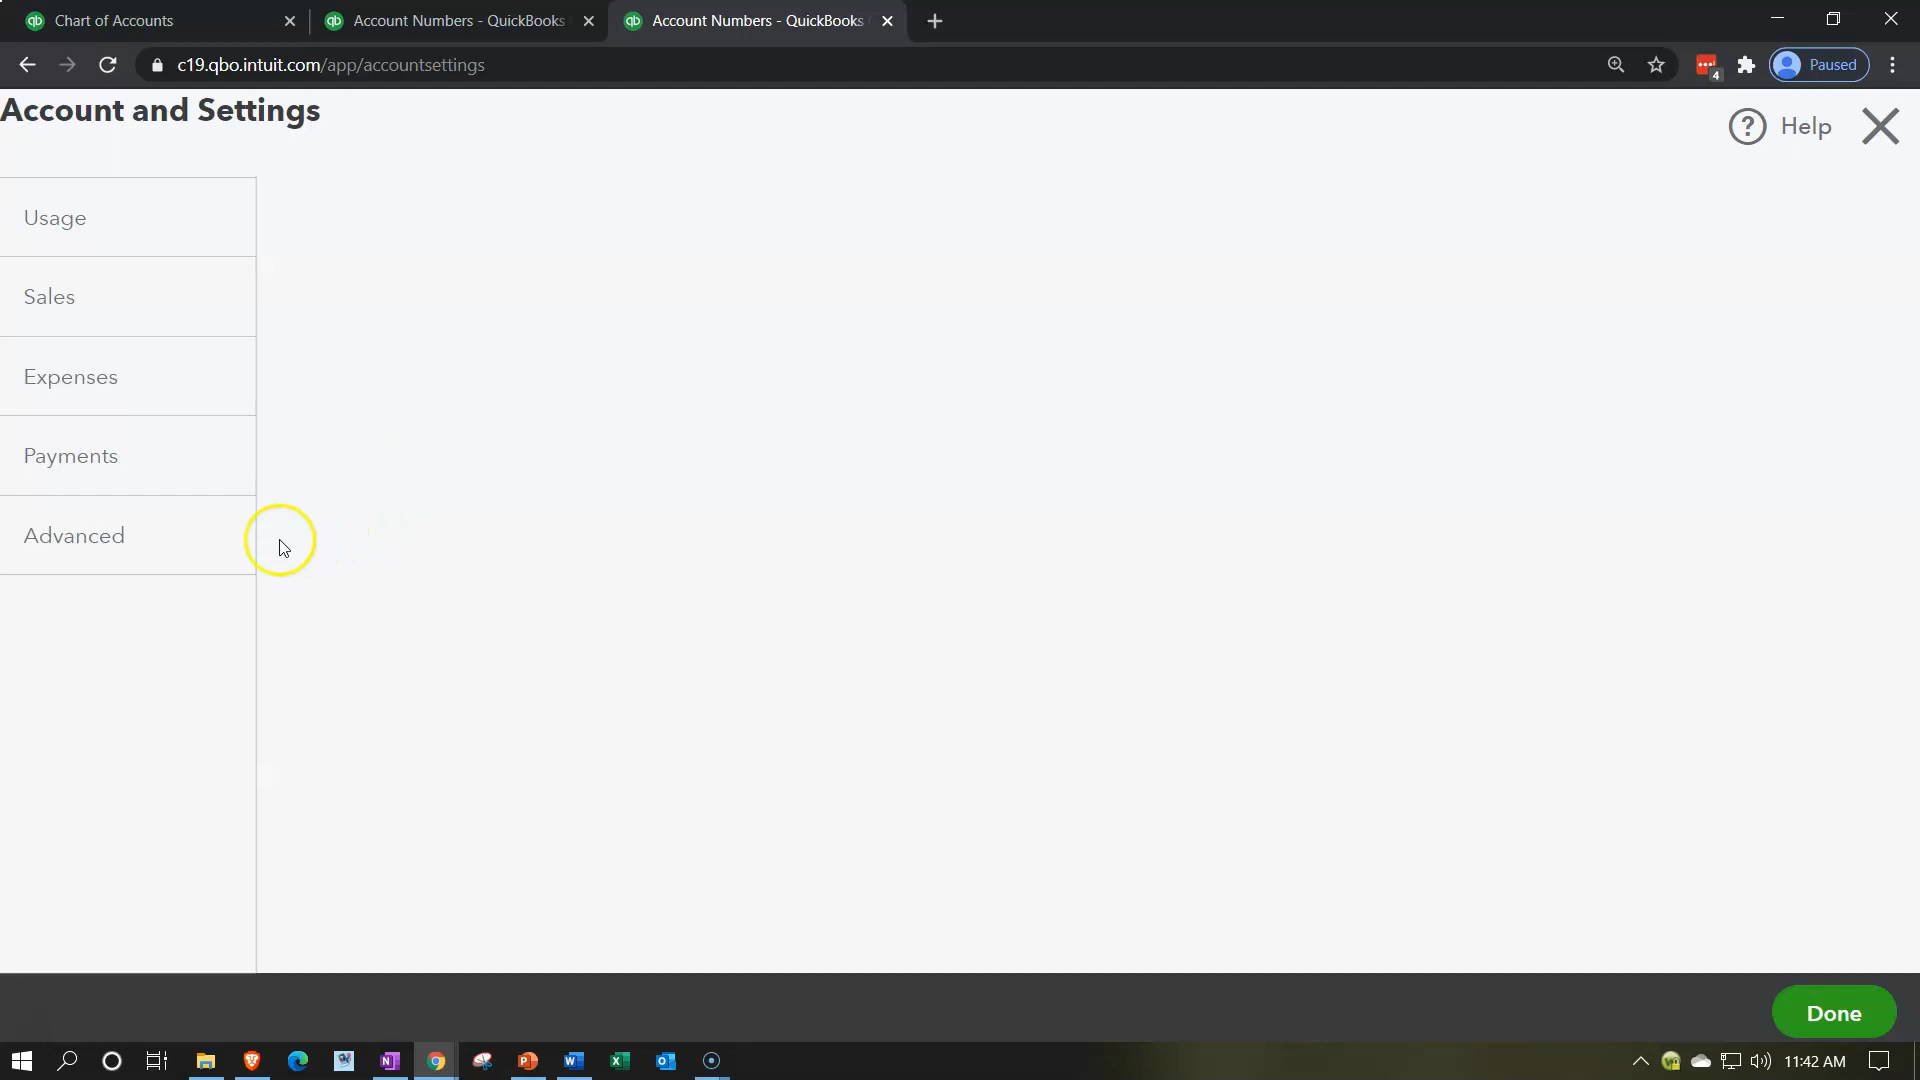 Chart of Accounts
Account Numbers - QuickBooks
Account Numbers - QuickBooks
c19.qbo.intuit.com/app/accountsettings
4
Paused
Account and Settings
? Help
Usage
Sales
Expenses
Payments
Advanced
Done
11:42 AM